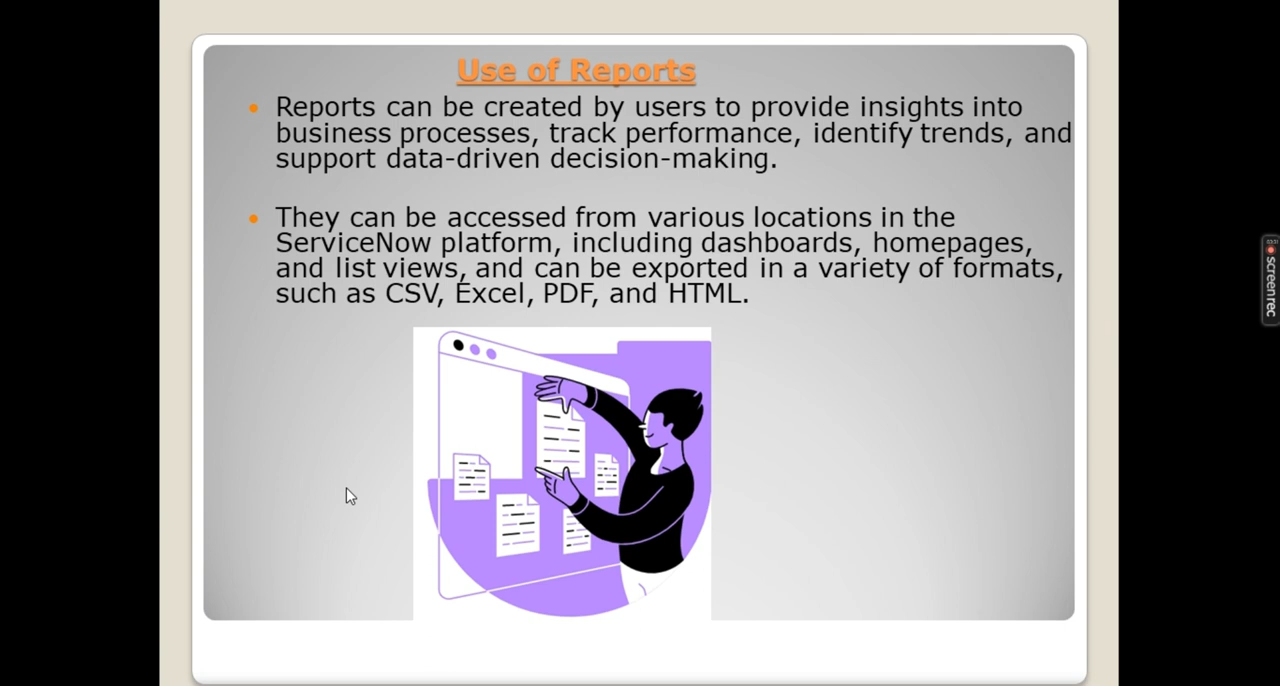 Use of Reports
Reports can be created by users to provide insights into
business processes, track performance, identify trends, and
support data-driven decision-making.
They can be accessed from various locations in the
ServiceNow platform, including dashboards, homepages,
and list views, and can be exported in a variety of formats,
such as CSV, Excel, PDF, and HTML.
screenrec